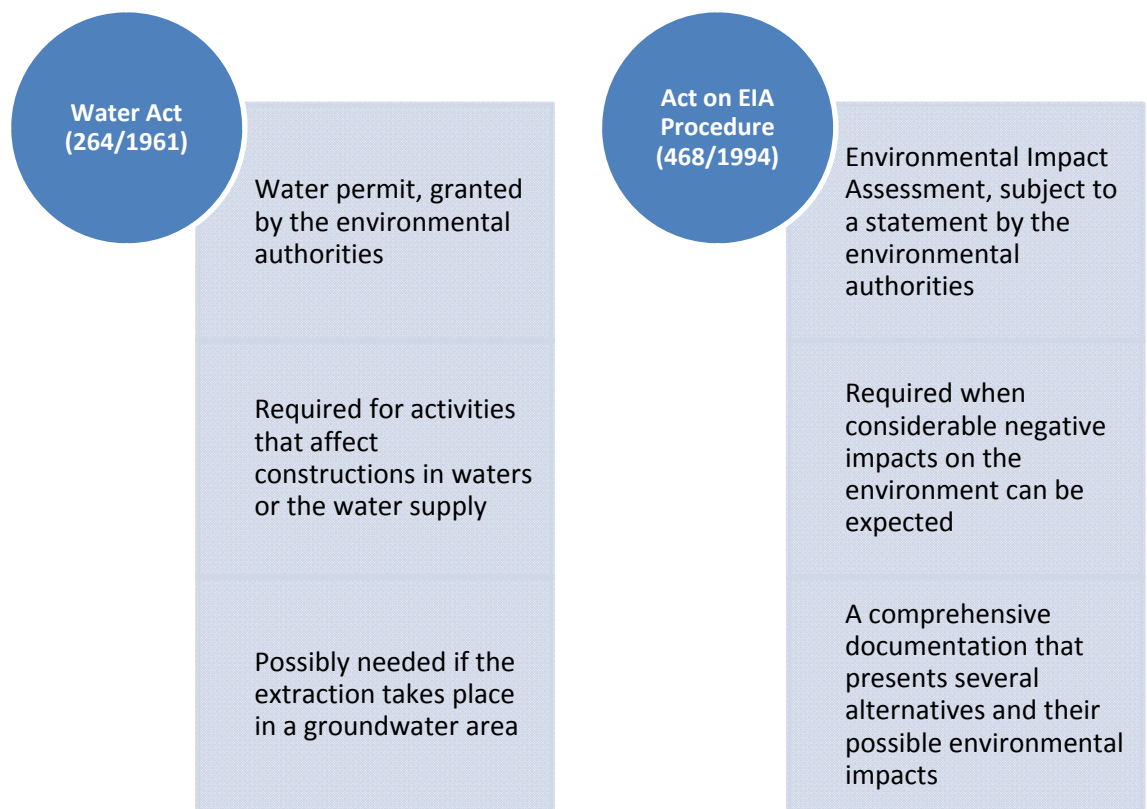 Water Act
(264/1961)
Water permit, granted
by the environmental
authorities
Required for activities
that affect
constructions in waters
or the water supply
Possibly needed if the
extraction takes place
in a groundwater area
Act on EIA
Procedure
(468/1994)
Environmental Impact
Assessment, subject to
a statement by the
environmental
authorities
Required when
considerable negative
impacts on the
environment can be
expected
A comprehensive
documentation that
presents several
alternatives and their
possible environmental
impacts